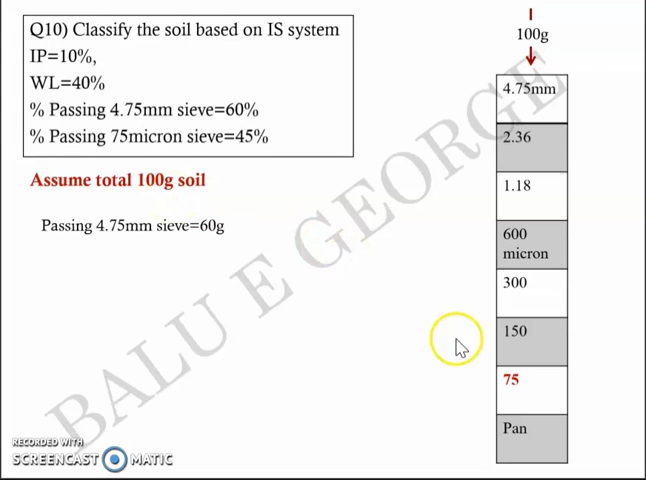 Q10) Classify the soil based on IS system
IP=10%,
WL=40%
% Passing 4.75mm sieve=60%
% Passing 75micron sieve=45%
Assume total 100g soil
Passing 4.75mm sieve=60g
100g
4.75mm
2.36
1.18
600
micron
300
150
75
Pan
BALU E GEORGE
RECORDED WITH
SCREENCAST MATIC